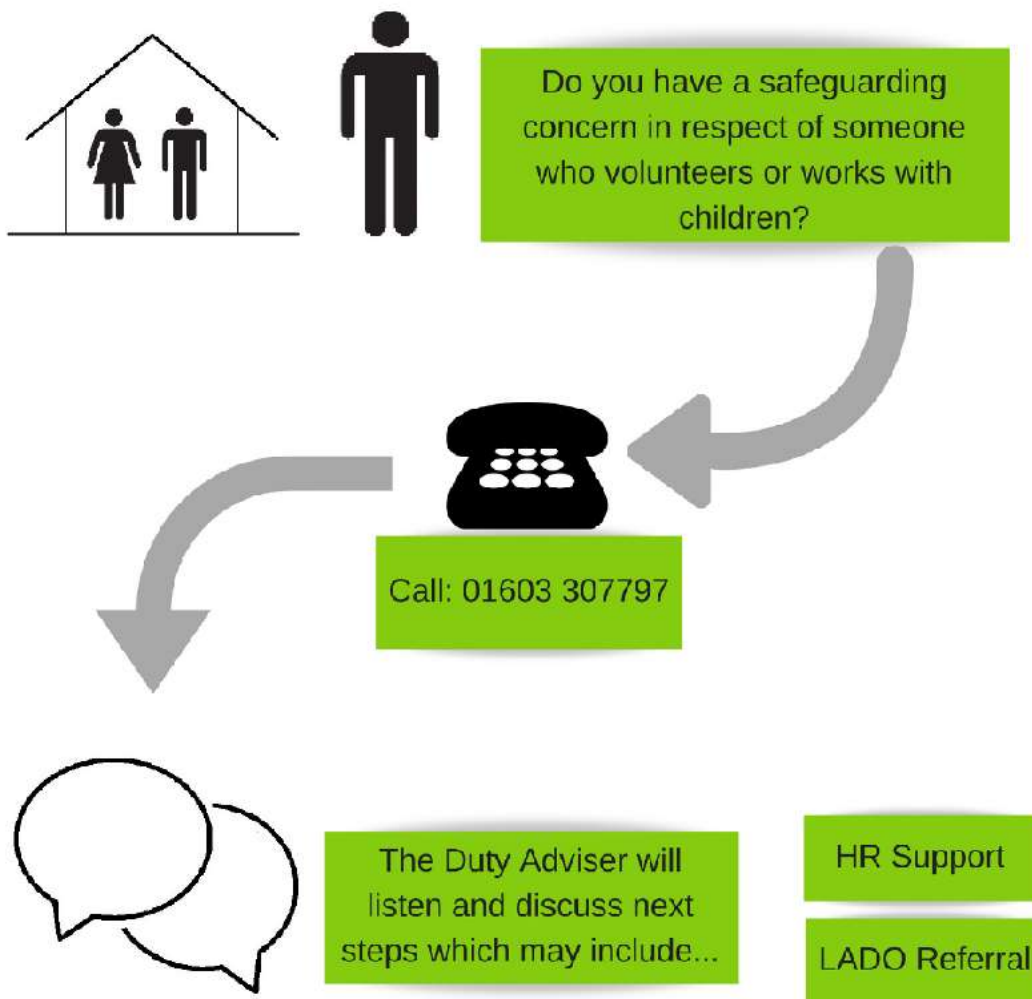 Do you have a safeguarding
concern in respect of someone
who volunteers or works with
children?
Call: 01603 307797
The Duty Adviser will
listen and discuss next
steps which may include...
HR Support
LADO Referral